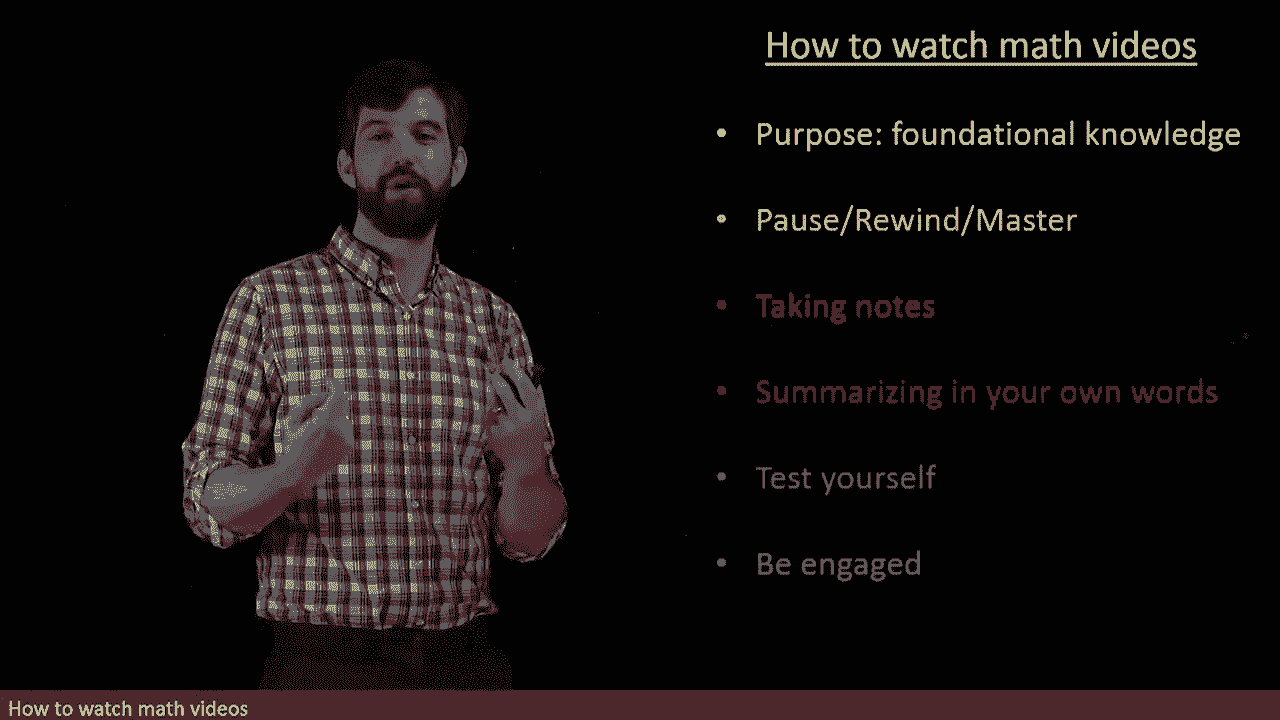 How to watch math videos
• Purpose: foundational knowledge
• Pause/Rewind/Master
• Taking notes
• Summarizing in your own words
• Test yourself
• Be engaged
How to watch math videos